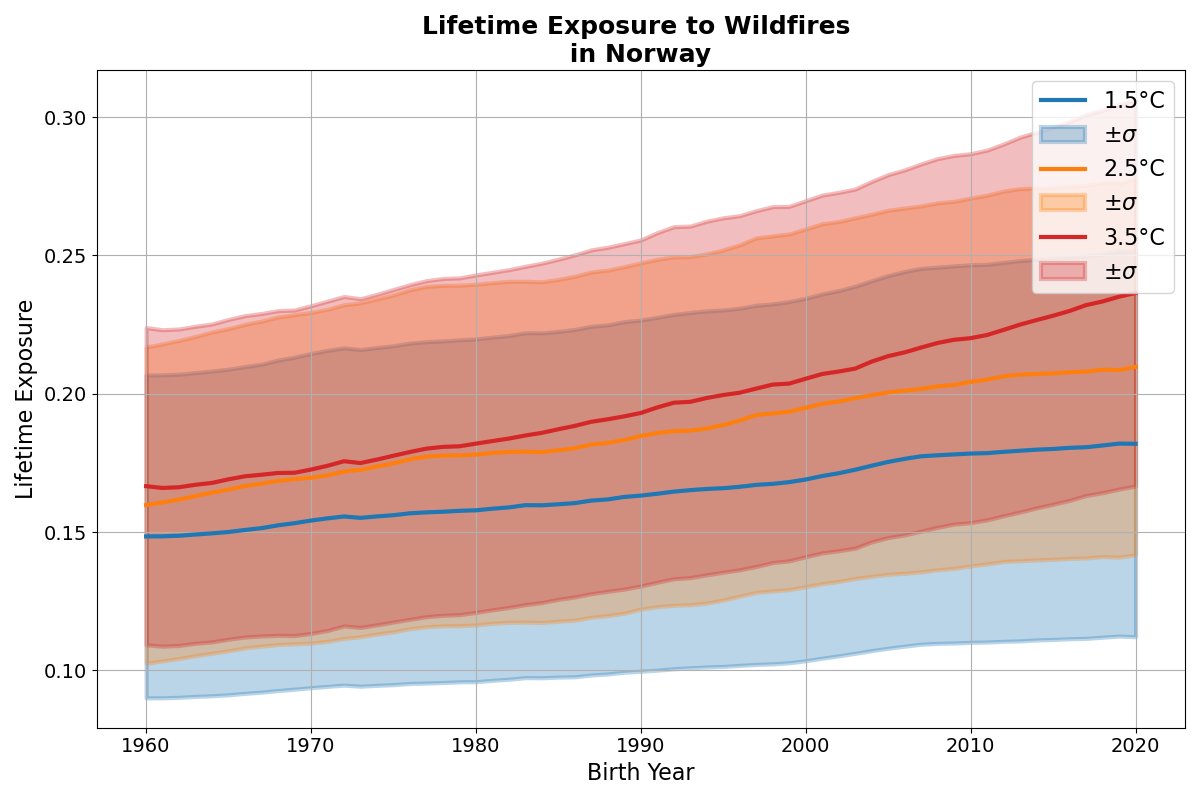 Lifetime Exposure to Wildfires
in Norway
Lifetime Exposure
0.30
0.25
0.20
0.15
0.10
1960
1970
1980
1990
2000
2010
2020
Birth Year
1.5°C
±σ
2.5°C
±σ
3.5°C
±σ